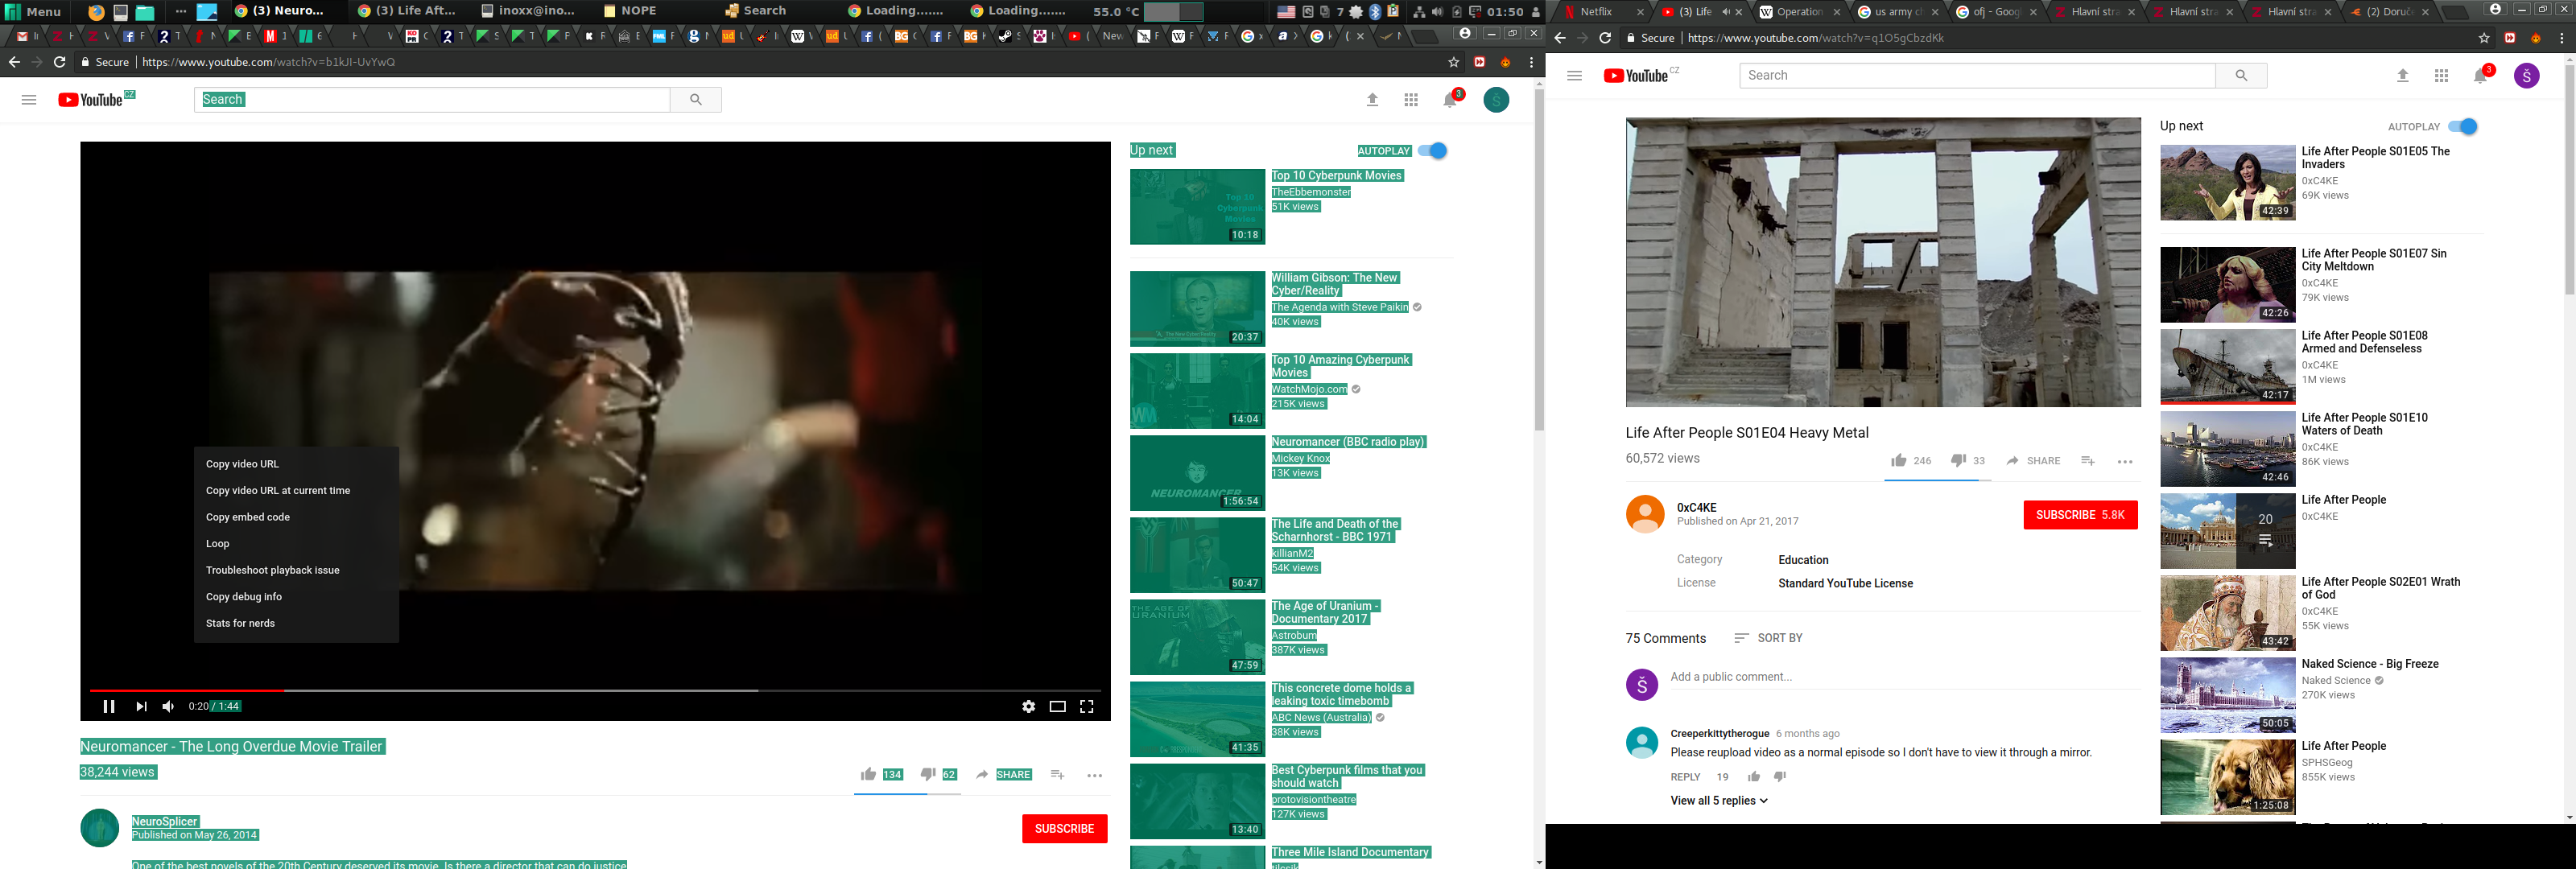 Menu
(3) Neuro...
(3) Life Aft...
inoxx@ino...
NOPE
Search
Loading.......
Loading.......
55.0 °C
7
01:50
Secure
https://www.youtube.com/watch?v=b1kJI-UvYwQ
YouTube CZ
Search
3
Š
Copy video URL
Copy video URL at current time
Copy embed code
Loop
Troubleshoot playback issue
Copy debug info
Stats for nerds
0:20 / 1:44
Neuromancer - The Long Overdue Movie Trailer
38,244 views
134
62
SHARE
NeuroSplicer
Published on May 26, 2014
SUBSCRIBE
One of the best novels of the 20th Century deserved its movie. Is there a director that can do justice
Up next
AUTOPLAY
Top 10 Cyberpunk Movies
TheEbbemonster
51K views
Top 10
Cyberpunk
Movies
10:18
William Gibson: The New
Cyber/Reality
The Agenda with Steve Paikin
40K views
20:37
Top 10 Amazing Cyberpunk
Movies
WatchMojo.com
215K views
WM
14:04
Neuromancer (BBC radio play)
Mickey Knox
13K views
NEUROMANCER
1:56:54
The Life and Death of the
Scharnhorst - BBC 1971
killianM2
54K views
50:47
The Age of Uranium -
Documentary 2017
Astrobum
387K views
THE AGE OF
URANIUM
47:59
This concrete dome holds a
leaking toxic timebomb
ABC News (Australia)
38K views
41:35
Best Cyberpunk films that you
should watch
protovisiontheatre
127K views
13:40
Three Mile Island Documentary
Netflix
(3) Life
Operation
us army c
ofj - Goog
Hlavní stra
Hlavní stra
Hlavní stra
(2) Doruč
Secure
https://www.youtube.com/watch?v=q1O5gCbzdKk
YouTube CZ
Search
3
Š
Life After People S01E04 Heavy Metal
60,572 views
246
33
SHARE
0xC4KE
Published on Apr 21, 2017
SUBSCRIBE 5.8K
Category
Education
License
Standard YouTube License
75 Comments
SORT BY
Š
Add a public comment...
Creeperkittytherogue 6 months ago
Please reupload video as a normal episode so I don't have to view it through a mirror.
REPLY 19
View all 5 replies
Up next
AUTOPLAY
Life After People S01E05 The
Invaders
0xC4KE
69K views
42:39
Life After People S01E07 Sin
City Meltdown
0xC4KE
79K views
42:26
Life After People S01E08
Armed and Defenseless
0xC4KE
1M views
42:17
Life After People S01E10
Waters of Death
0xC4KE
86K views
42:46
Life After People
0xC4KE
20
Life After People S02E01 Wrath
of God
0xC4KE
55K views
43:42
Naked Science - Big Freeze
Naked Science
270K views
50:05
Life After People
SPHSGeog
855K views
1:25:08